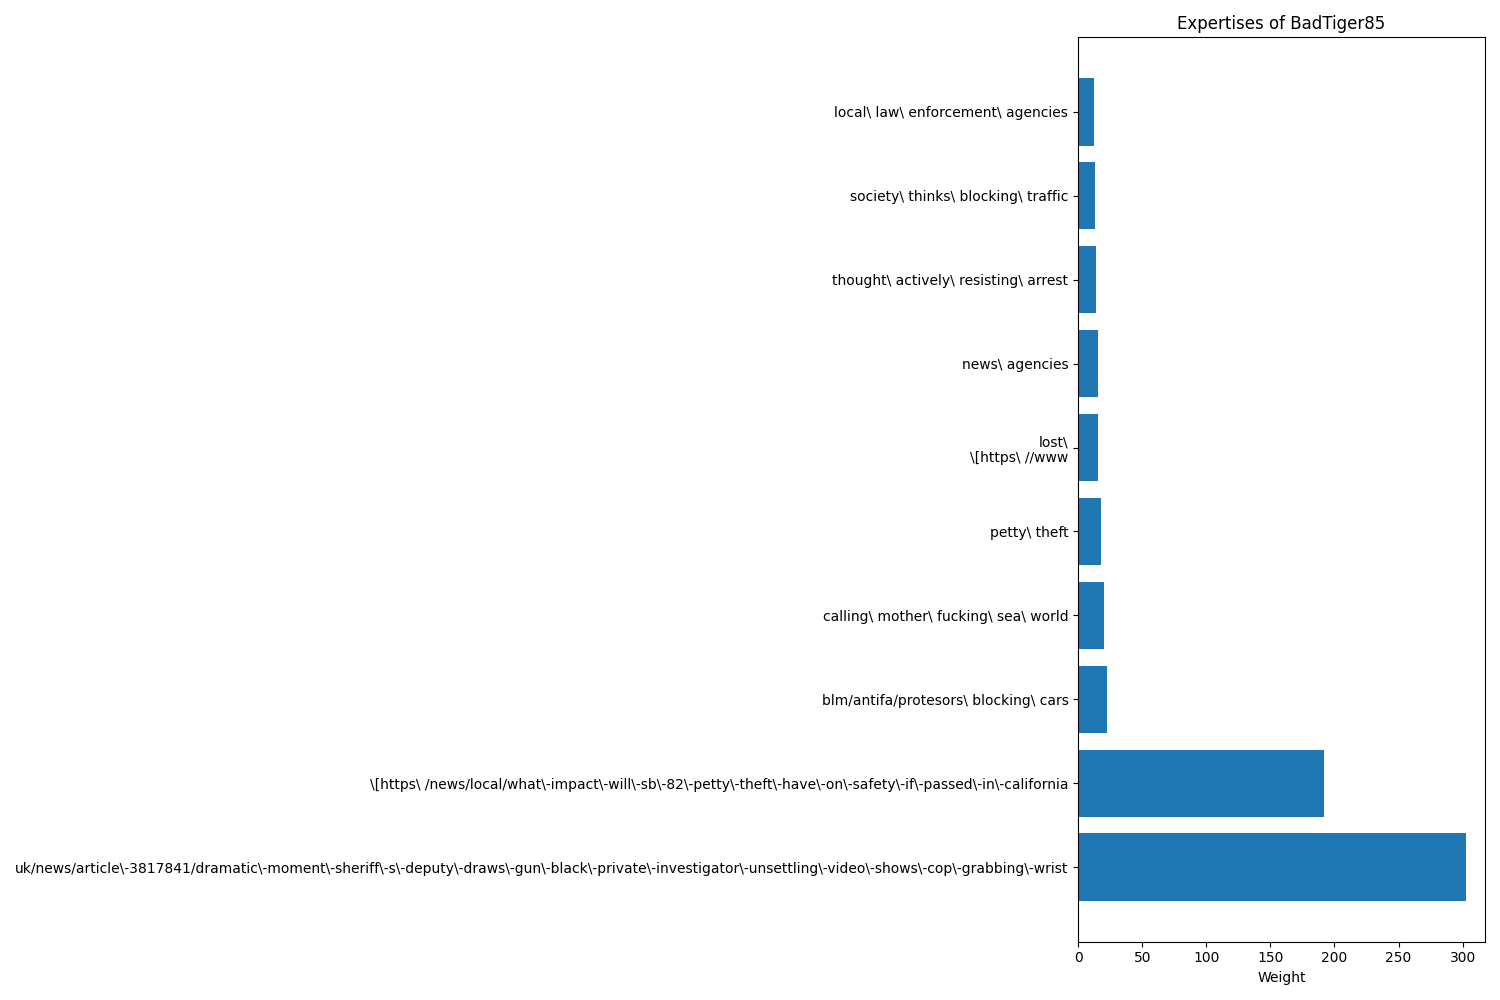 Expertises of BadTiger85
local\ law\ enforcement\ agencies
society\ thinks\ blocking\ traffic
thought\ actively\ resisting\ arrest
news\ agencies
lost\
\[https\ //www
petty\ theft
calling\ mother\ fucking\ sea\ world
blm/antifa/protesors\ blocking\ cars
\[https\ /news/local/what\-impact\-will\-sb\-82\-petty\-theft\-have\-on\-safety\-if\-passed\-in\-california
uk/news/article\-3817841/dramatic\-moment\-sheriff\-s\-deputy\-draws\-gun\-black\-private\-investigator\-unsettling\-video\-shows\-cop\-grabbing\-wrist
0 50 100 150 200 250 300
Weight